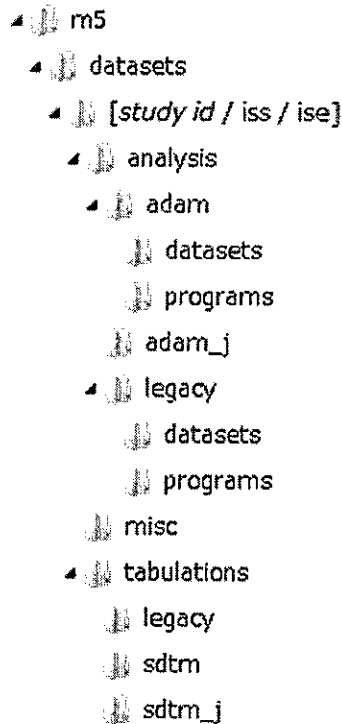 m5
datasets
[study id / iss / ise]
analysis
adam
datasets
programs
adam_j
legacy
datasets
programs
misc
tabulations
legacy
sdtm
sdtm_j